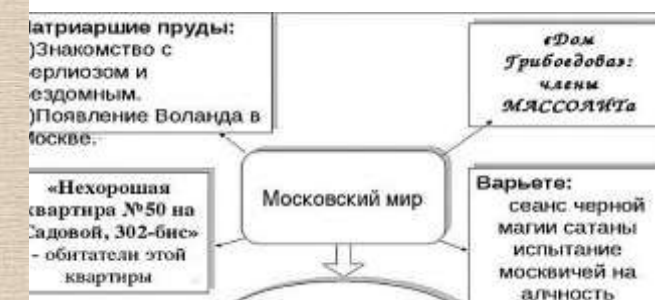 атриаршие пруды:
)Знакомство с
ерлиозом и
ездомным.
)Появление Воланда в
оскве.
«Дом
Грибоедова»:
члены
МАССОЛИТа
Московский мир
«Нехорошая
квартира №50 на
Садовой, 302-бис»
- обитатели этой
квартиры
Варьете:
сеанс черной
магии сатаны
испытание
москвичей на
алчность